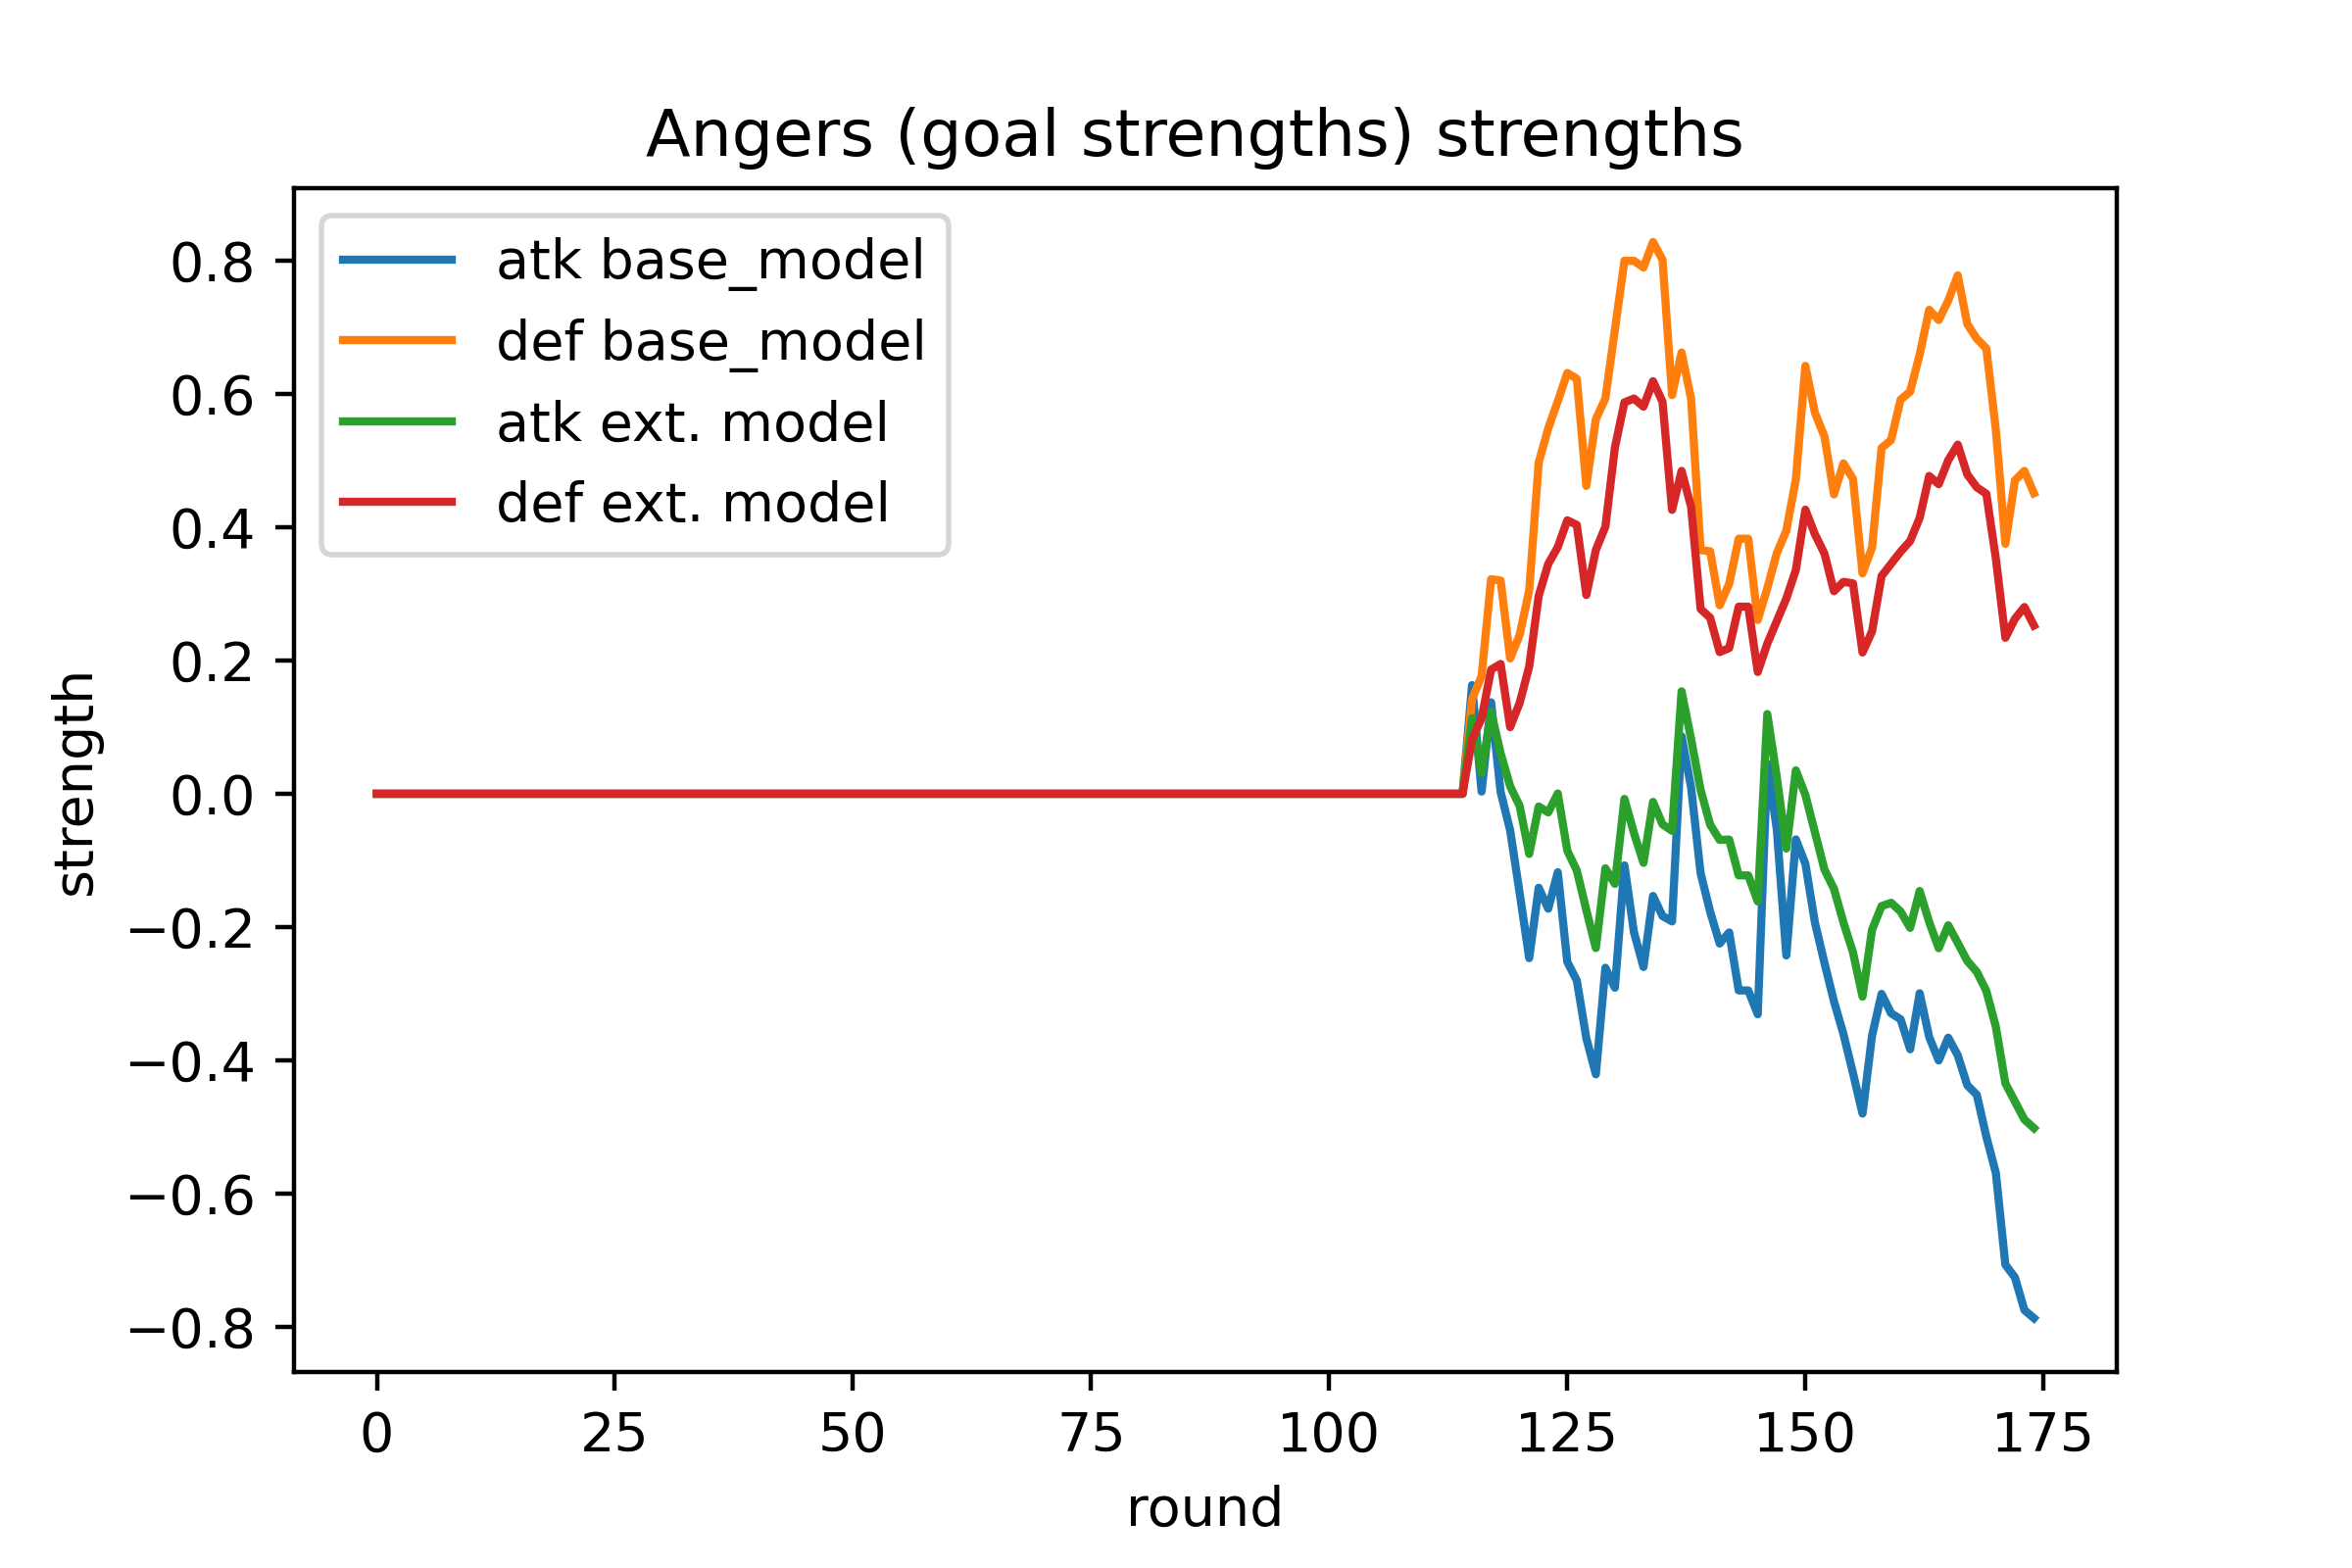 Angers (goal strengths) strengths
atk base_model
def base_model
atk ext. model
def ext. model
0.8
0.6
0.4
0.2
0.0
−0.2
−0.4
−0.6
−0.8
strength
0 25 50 75 100 125 150 175
round